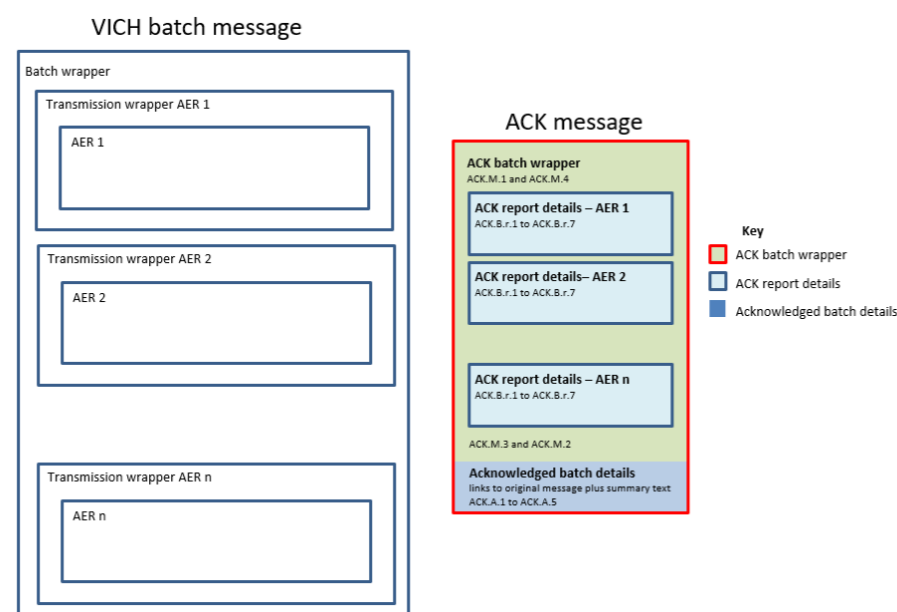 VICH batch message
Batch wrapper
Transmission wrapper AER 1
AER 1
Transmission wrapper AER 2
AER 2
Transmission wrapper AER n
AER n
ACK message
ACK batch wrapper
ACK.M.1 and ACK.M.4
ACK report details – AER 1
ACK.B.r.1 to ACK.B.r.7
ACK report details– AER 2
ACK.B.r.1 to ACK.B.r.7
ACK report details – AER n
ACK.B.r.1 to ACK.B.r.7
ACK.M.3 and ACK.M.2
Acknowledged batch details
links to original message plus summary text
ACK.A.1 to ACK.A.5
Key
ACK batch wrapper
ACK report details
Acknowledged batch details